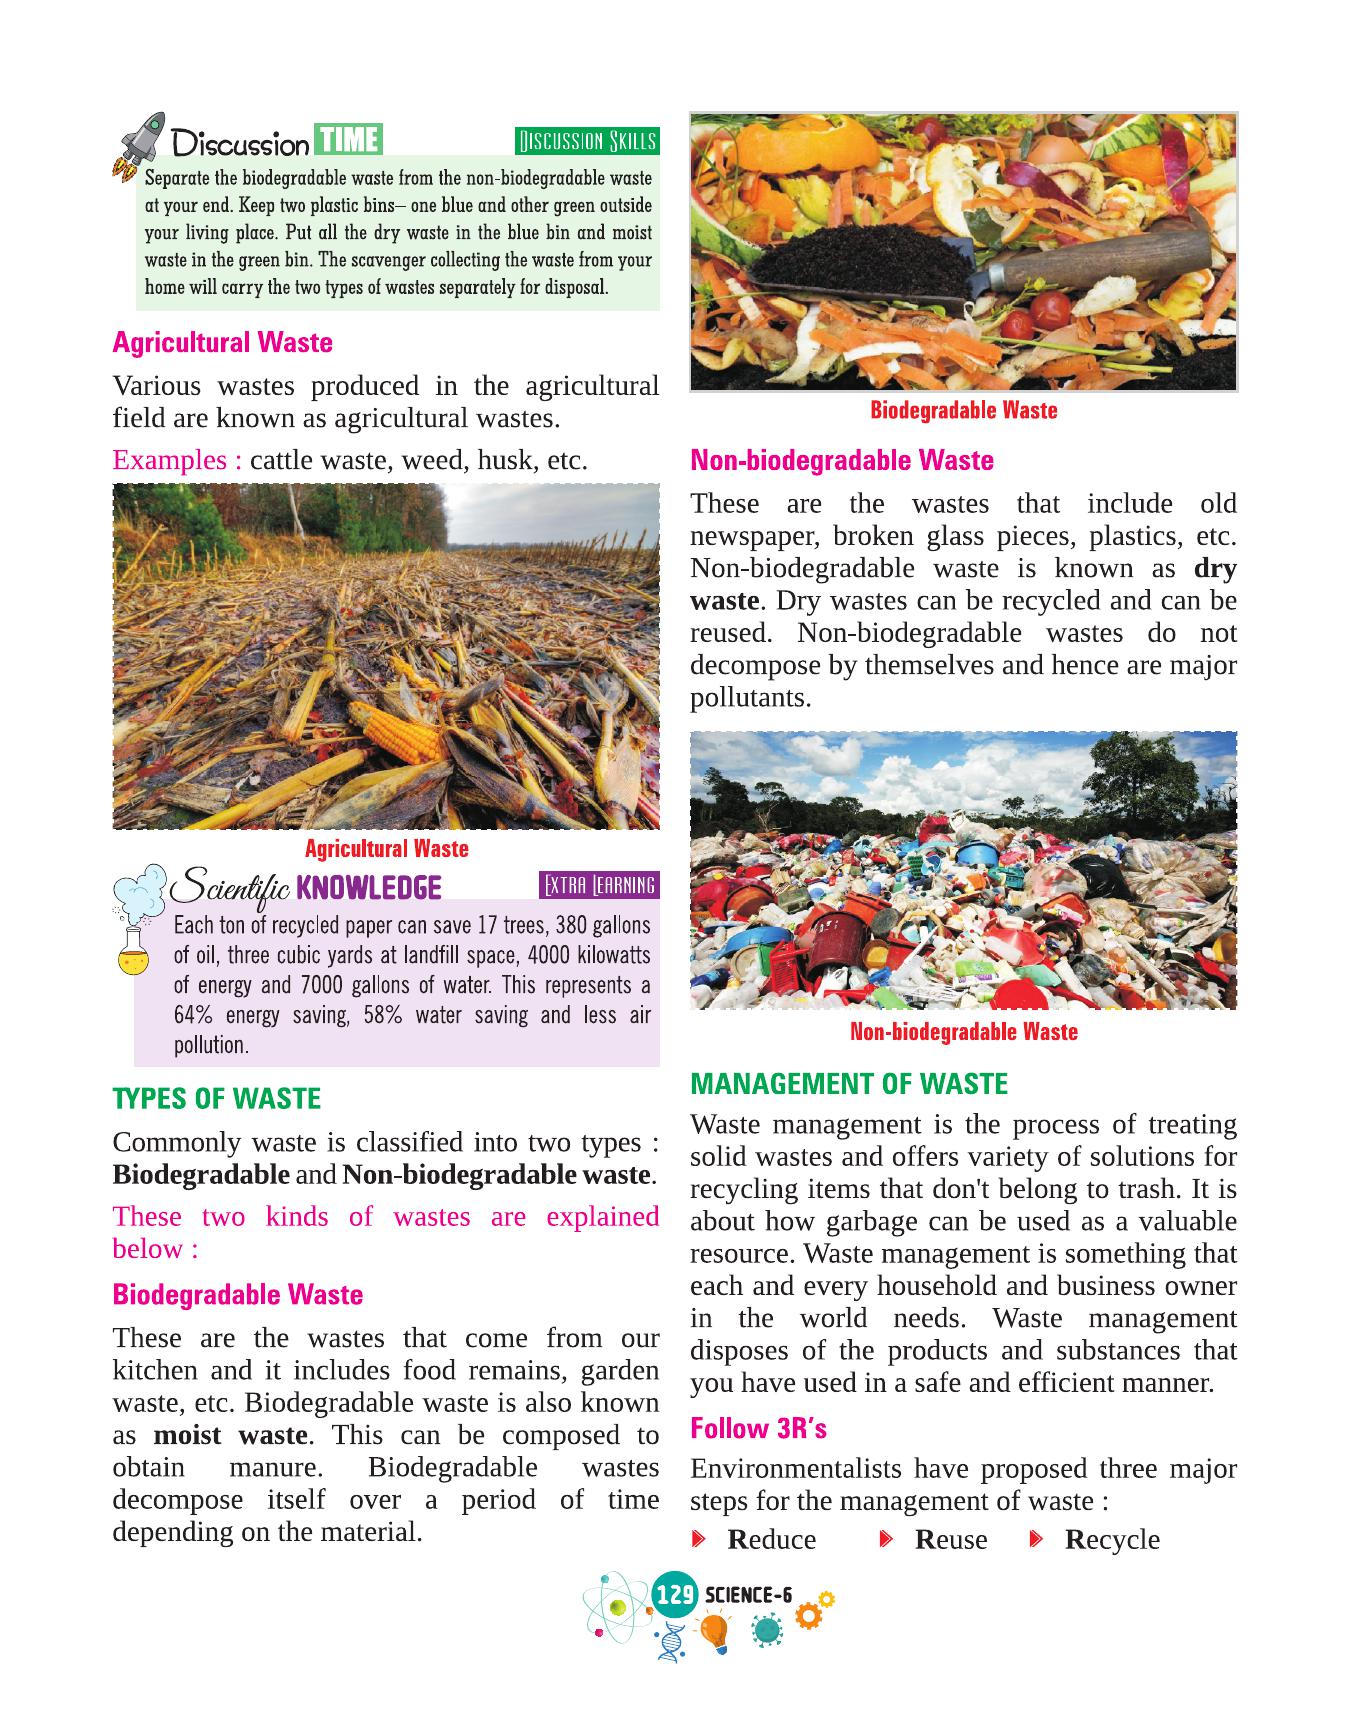 Discussion TIME
DISCUSSION SKILLS
Separate the biodegradable waste from the non-biodegradable waste
at your end. Keep two plastic bins– one blue and other green outside
your living place. Put all the dry waste in the blue bin and moist
waste in the green bin. The scavenger collecting the waste from your
home will carry the two types of wastes separately for disposal.
Agricultural Waste
Various wastes produced in the agricultural
field are known as agricultural wastes.
Examples : cattle waste, weed, husk, etc.
Agricultural Waste
Scientific KNOWLEDGE
EXTRA LEARNING
Each ton of recycled paper can save 17 trees, 380 gallons
of oil, three cubic yards at landfill space, 4000 kilowatts
of energy and 7000 gallons of water. This represents a
64% energy saving, 58% water saving and less air
pollution.
TYPES OF WASTE
Commonly waste is classified into two types :
Biodegradable and Non-biodegradable waste.
These two kinds of wastes are explained
below :
Biodegradable Waste
These are the wastes that come from our
kitchen and it includes food remains, garden
waste, etc. Biodegradable waste is also known
as moist waste. This can be composed to
obtain manure. Biodegradable wastes
decompose itself over a period of time
depending on the material.
Biodegradable Waste
Non-biodegradable Waste
These are the wastes that include old
newspaper, broken glass pieces, plastics, etc.
Non-biodegradable waste is known as dry
waste. Dry wastes can be recycled and can be
reused. Non-biodegradable wastes do not
decompose by themselves and hence are major
pollutants.
Non-biodegradable Waste
MANAGEMENT OF WASTE
Waste management is the process of treating
solid wastes and offers variety of solutions for
recycling items that don't belong to trash. It is
about how garbage can be used as a valuable
resource. Waste management is something that
each and every household and business owner
in the world needs. Waste management
disposes of the products and substances that
you have used in a safe and efficient manner.
Follow 3R's
Environmentalists have proposed three major
steps for the management of waste :
Reduce Reuse Recycle
129 SCIENCE-6